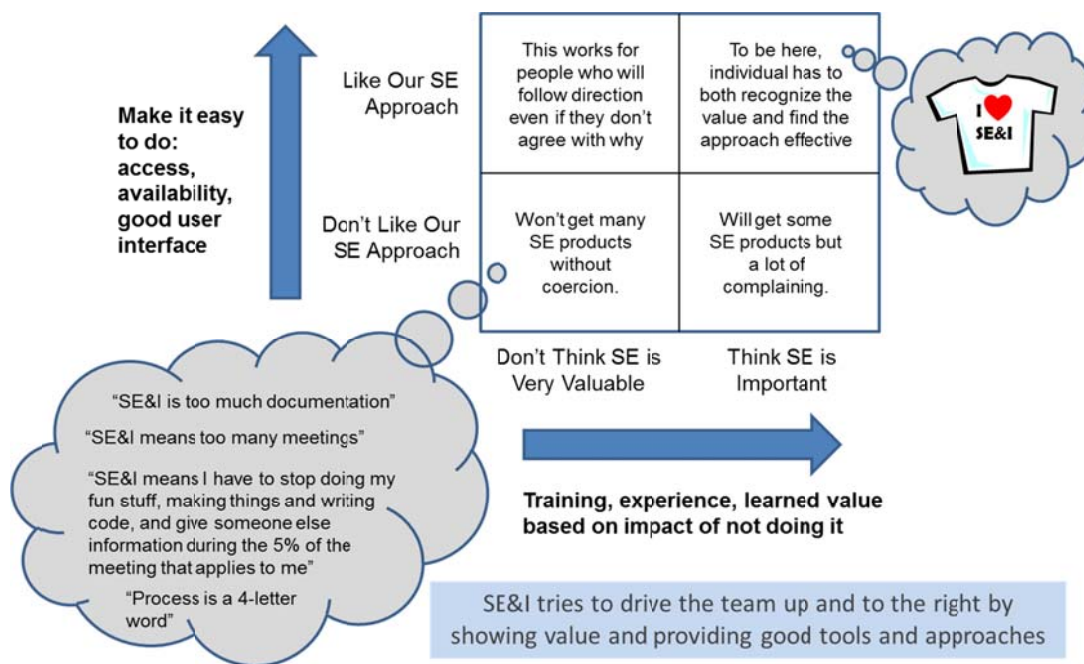 Make it easy
to do:
access,
availability,
good user
interface
Like Our SE
Approach
This works for
people who will
follow direction
even if they don’t
agree with why
To be here,
individual has to
both recognize the
value and find the
approach effective
I
SE&I
Don’t Like Our
SE Approach
Won’t get many
SE products
without
coercion.
Will get some
SE products but
a lot of
complaining.
Don’t Think SE is
Very Valuable
Think SE is
Important
“SE&I is too much documentation”
“SE&I means too many meetings”
“SE&I means I have to stop doing my
fun stuff, making things and writing
code, and give someone else
information during the 5% of the
meeting that applies to me”
“Process is a 4-letter
word”
Training, experience, learned value
based on impact of not doing it
SE&I tries to drive the team up and to the right by
showing value and providing good tools and approaches